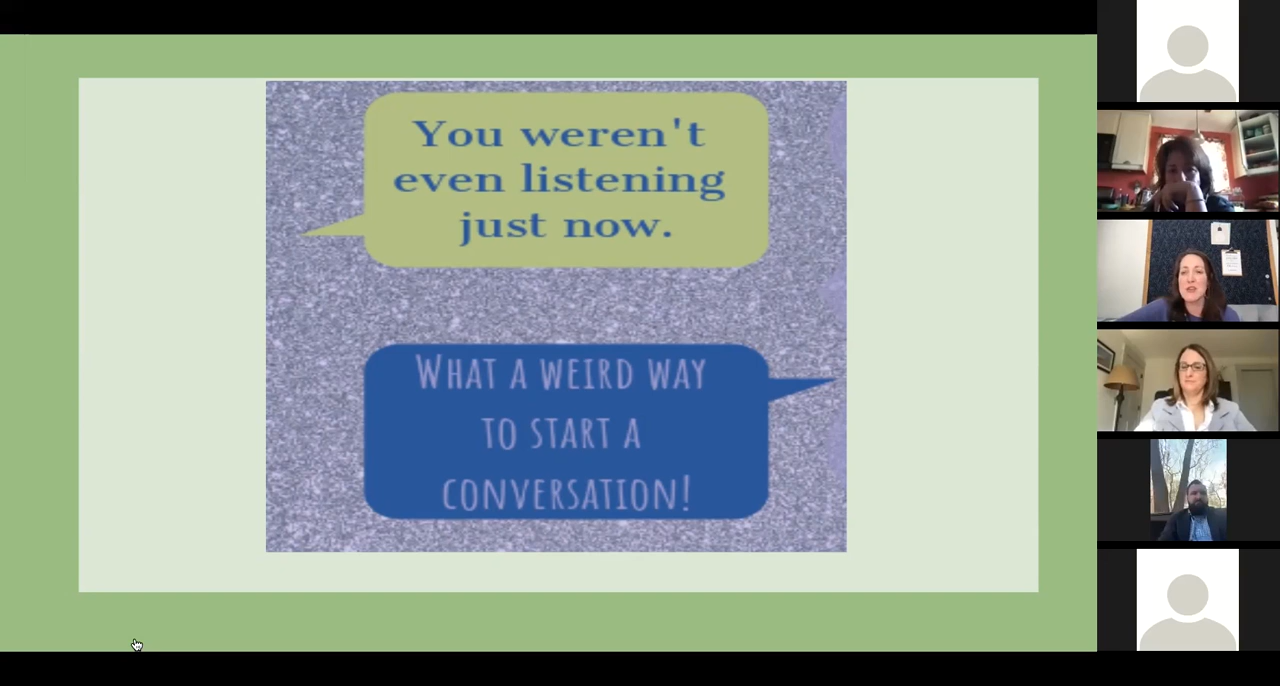 You weren't
even listening
just now.
WHAT A WEIRD WAY
TO START A
CONVERSATION!